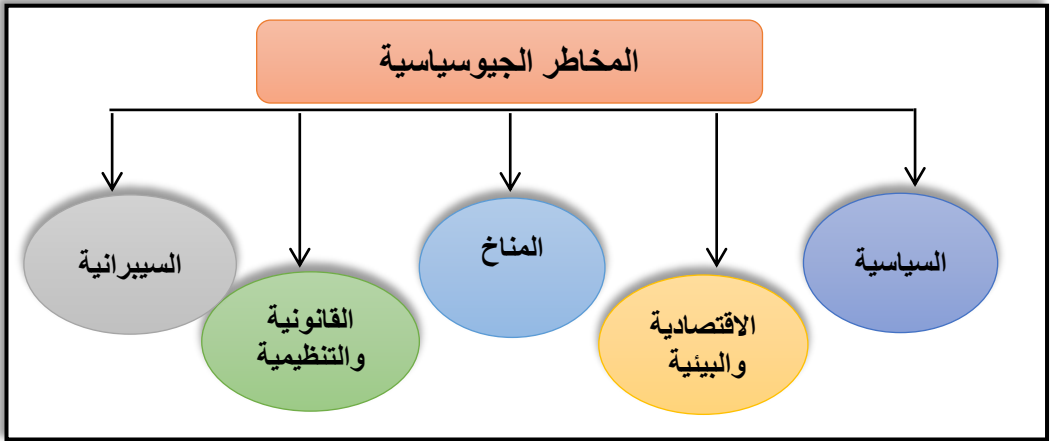 المخاطر الجيوسياسية
السياسية
الاقتصادية
والبيئية
المناخ
القانونية
والتنظيمية
السيبرانية